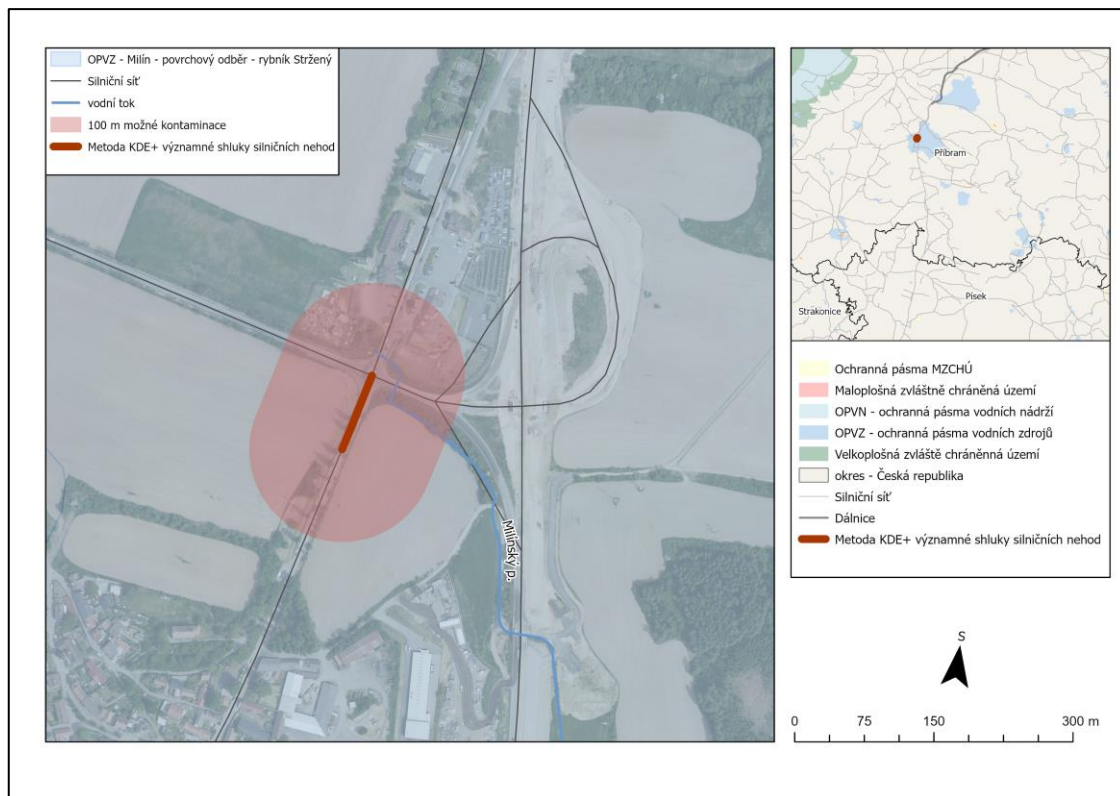 OPVZ - Milín - povrchový odběr - rybník Stržený
Silniční síť
vodní tok
100 m možné kontaminace
Metoda KDE+ významné shluky silničních nehod
Milínský p.
Příbram
Písek
Strakonice
Ochranná pásma MZCHÚ
Maloplošná zvláštně chráněná území
OPVN - ochranná pásma vodních nádrží
OPVZ - ochranná pásma vodních zdrojů
Velkoplošná zvláště chráněnná území
okres - Česká republika
Silniční síť
Dálnice
Metoda KDE+ významné shluky silničních nehod
S
0 75 150 300 m